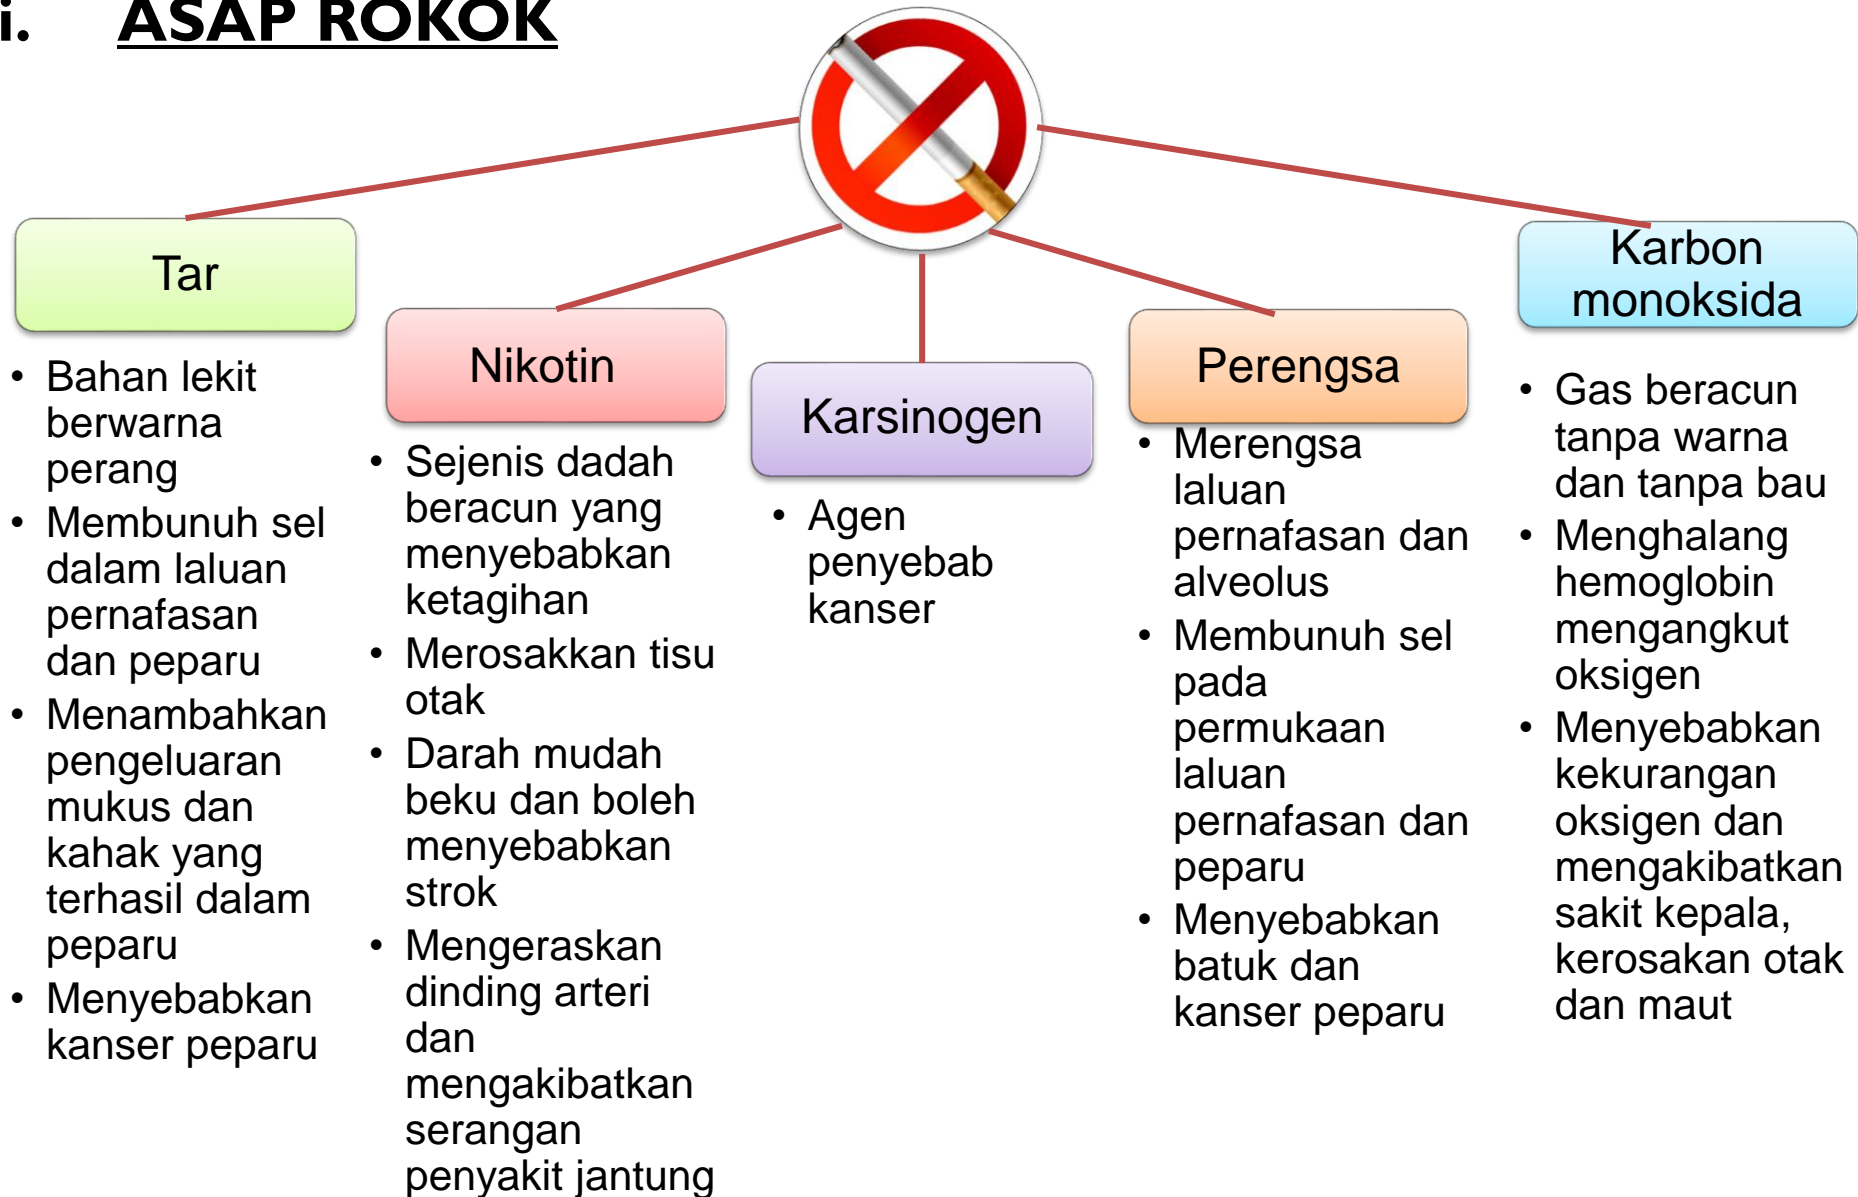 i. ASAP ROKOK
Tar
• Bahan lekit
berwarna
perang
• Membunuh sel
dalam laluan
pernafasan
dan peparu
• Menambahkan
pengeluaran
mukus dan
kahak yang
terhasil dalam
peparu
• Menyebabkan
kanser peparu
Nikotin
• Sejenis dadah
beracun yang
menyebabkan
ketagihan
• Merosakkan tisu
otak
• Darah mudah
beku dan boleh
menyebabkan
strok
• Mengeraskan
dinding arteri
dan
mengakibatkan
serangan
penyakit jantung
Karsinogen
• Agen
penyebab
kanser
Perengsa
• Merengsa
laluan
pernafasan dan
alveolus
• Membunuh sel
pada
permukaan
laluan
pernafasan dan
peparu
• Menyebabkan
batuk dan
kanser peparu
Karbon
monoksida
• Gas beracun
tanpa warna
dan tanpa bau
• Menghalang
hemoglobin
mengangkut
oksigen
• Menyebabkan
kekurangan
oksigen dan
mengakibatkan
sakit kepala,
kerosakan otak
dan maut